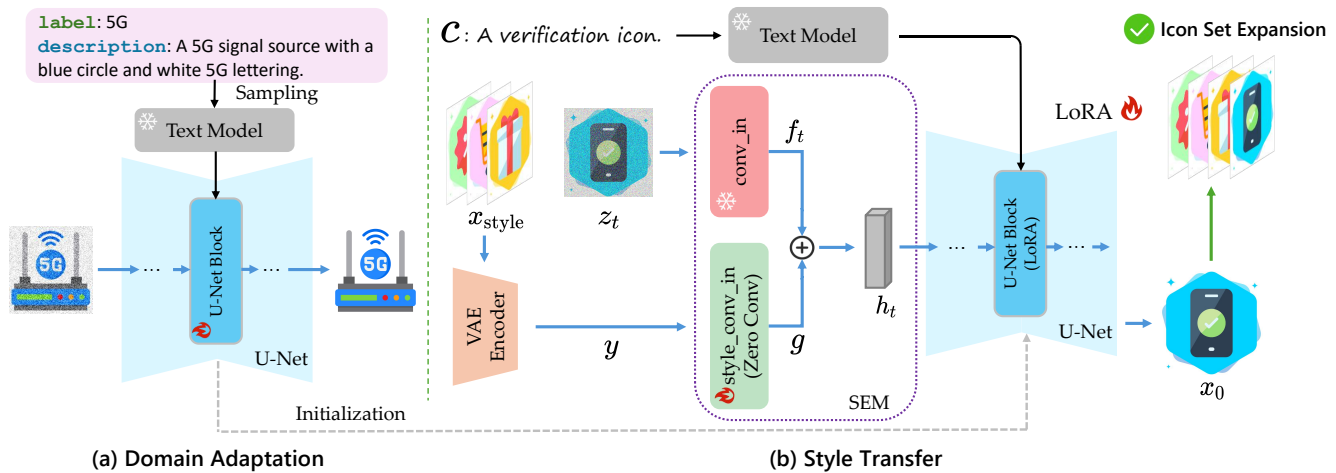 label: 5G
description: A 5G signal source with a
blue circle and white 5G lettering.
Sampling
Text Model
U-Net Block
5G
5G
U-Net
Initialization
(a) Domain Adaptation
C: A verification icon.
Text Model
Icon Set Expansion
LoRA
x_style
z_t
conv_in
f_t
VAE
Encoder
y
style_conv_in
(Zero Conv)
g
h_t
SEM
U-Net Block
(LoRA)
U-Net
x_0
(b) Style Transfer